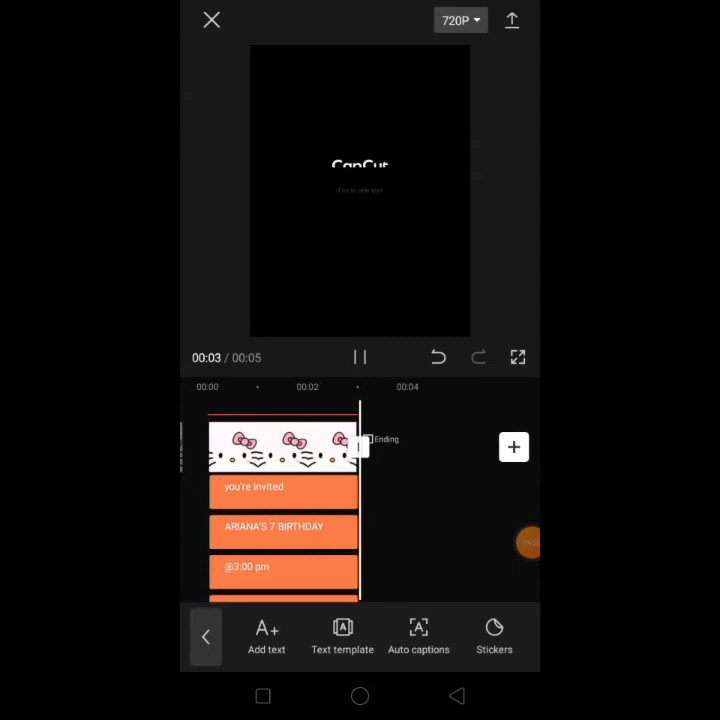 720P
CapCut
00:03 / 00:05
00:00
00:02
00:04
Ending
you're invited
ARIANA'S 7 BIRTHDAY
@3:00 pm
A+
Add text
Text template
Auto captions
Stickers